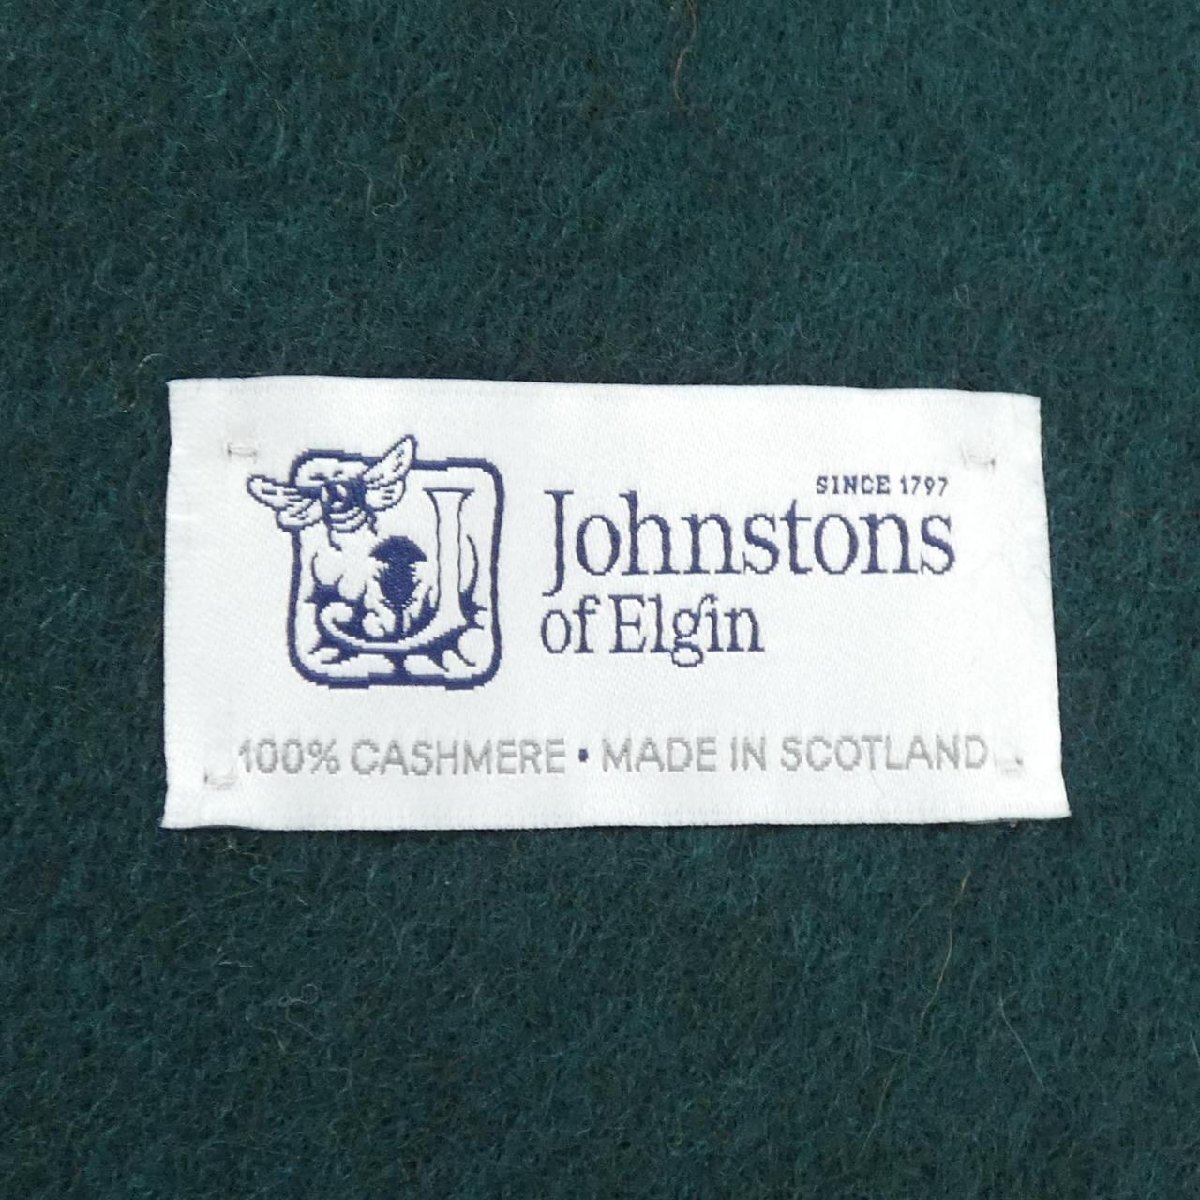 SINCE 1797
Johnstons
of Elgin
100% CASHMERE • MADE IN SCOTLAND